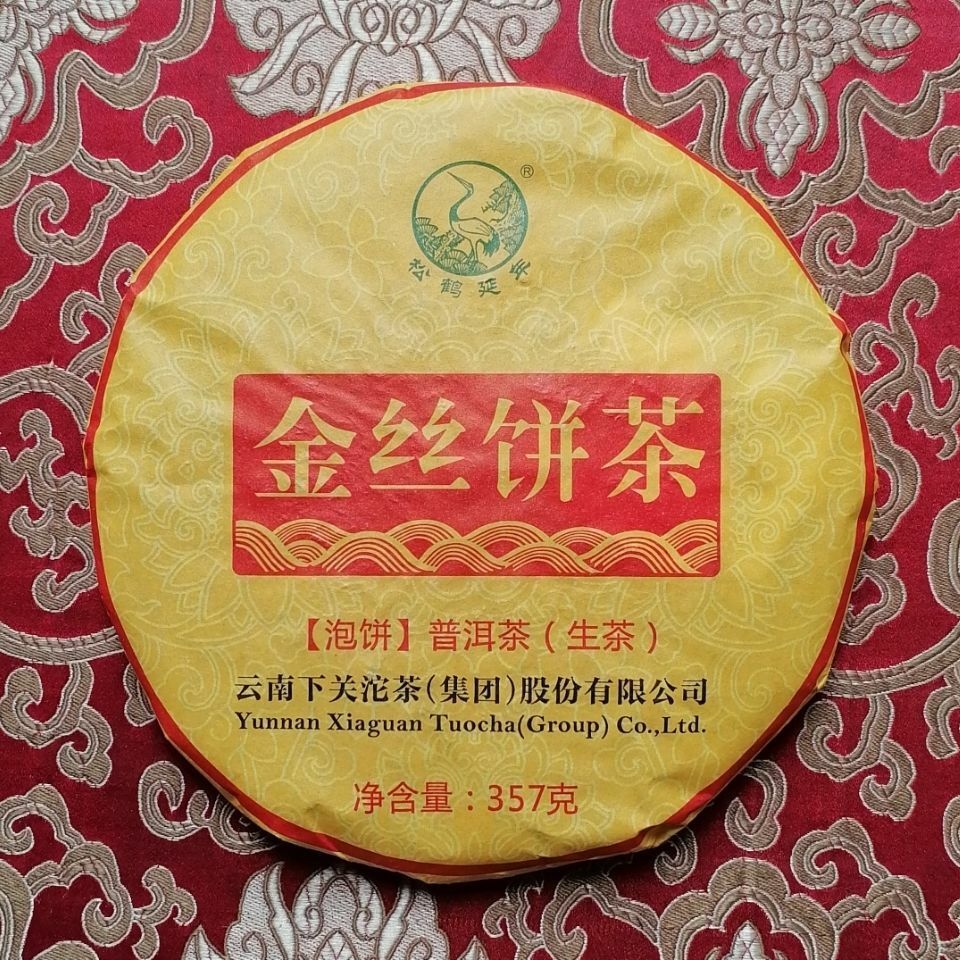 ®
松鹤延年
金丝饼茶
【泡饼】普洱茶（生茶）
云南下关沱茶(集团)股份有限公司
Yunnan Xiaguan Tuocha(Group) Co.,Ltd.
净含量：357克